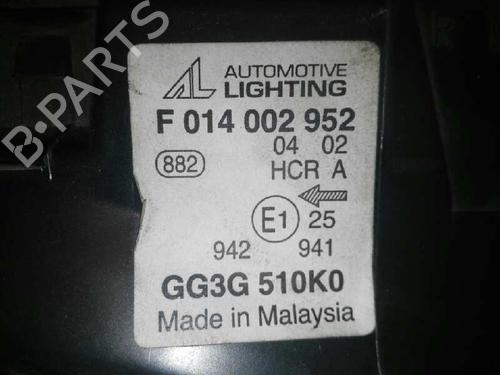 B-PARTS
AL AUTOMOTIVE
LIGHTING
F 014 002 952
04 02
882 HCR A
E1 25
942 941
GG3G 510K0
Made in Malaysia